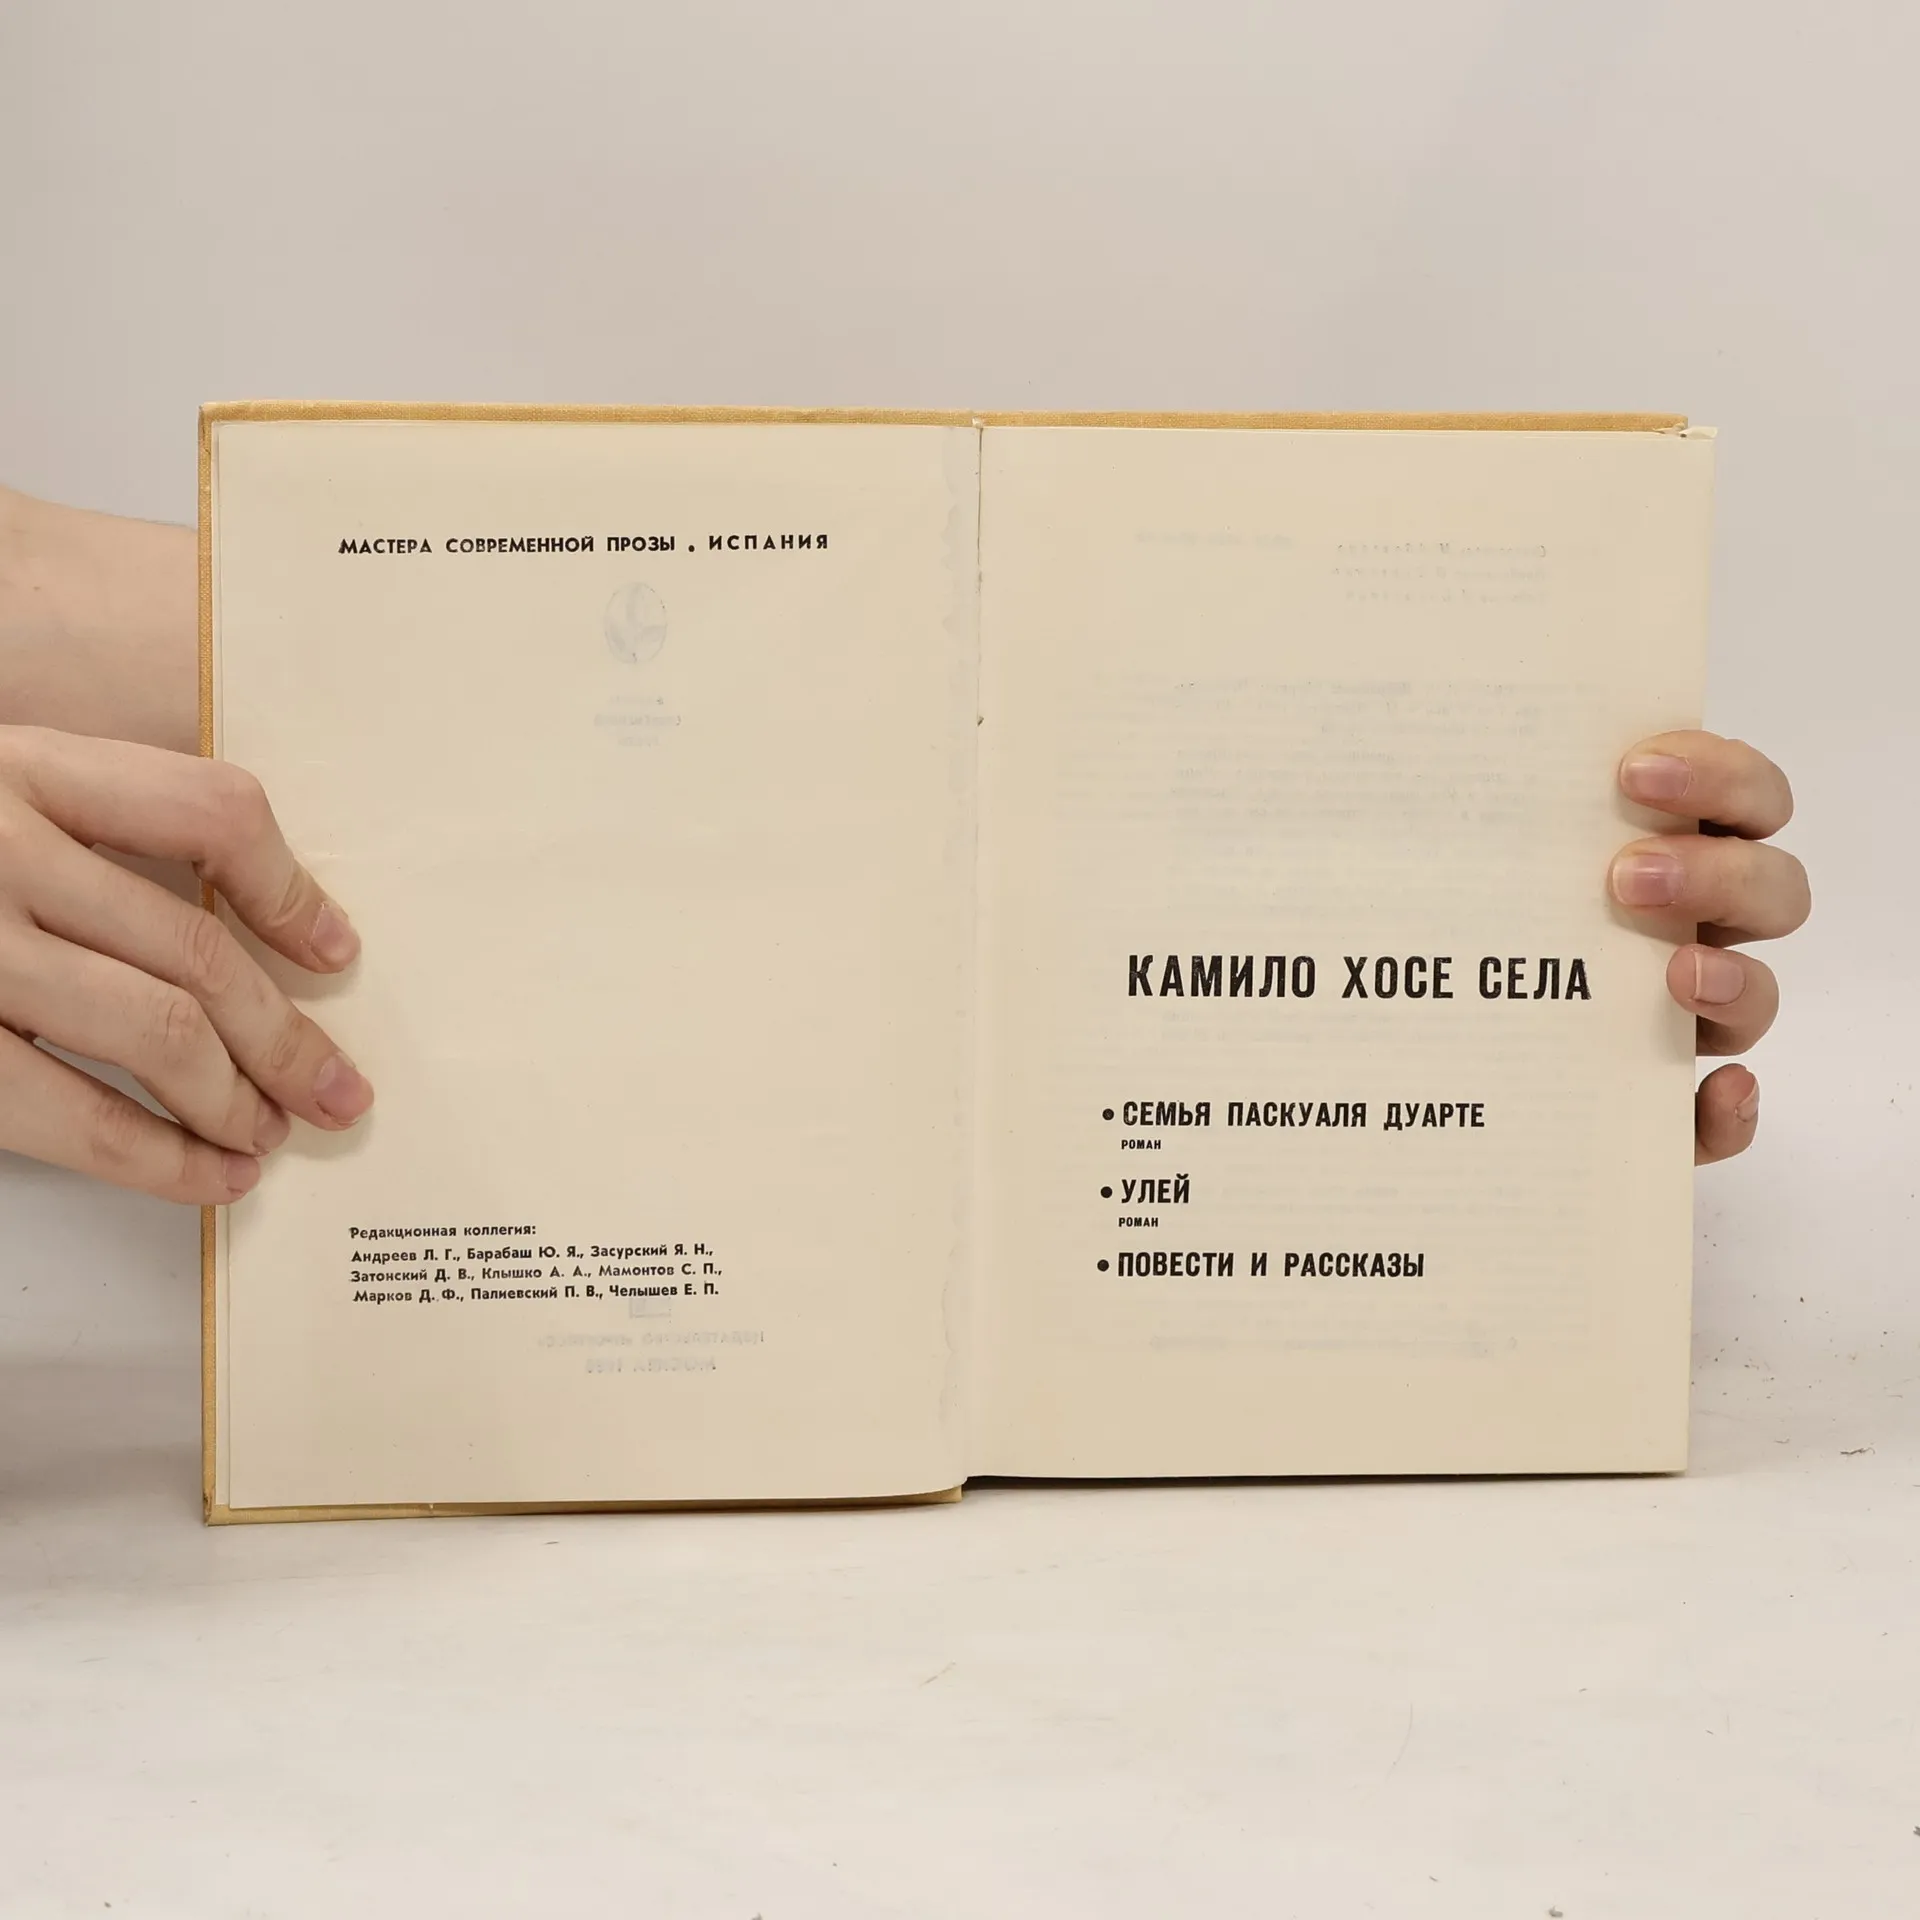 МАСТЕРА СОВРЕМЕННОЙ ПРОЗЫ . ИСПАНИЯ
Редакционная коллегия:
Андреев Л. Г., Барабаш Ю. Я., Засурский Я. Н.,
Затонский Д. В., Клышко А. А., Мамонтов С. П.,
Марков Д. Ф., Палиевский П. В., Челышев Е. П.
КАМИЛО ХОСЕ СЕЛА
• СЕМЬЯ ПАСКУАЛЯ ДУАРТЕ
РОМАН
• УЛЕЙ
РОМАН
• ПОВЕСТИ И РАССКАЗЫ